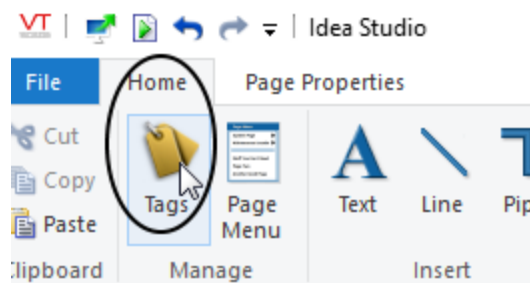 VT Idea Studio
File Home Page Properties
Cut
Copy
Paste
Tags
Page
Menu
Text Line
Clipboard Manage Insert